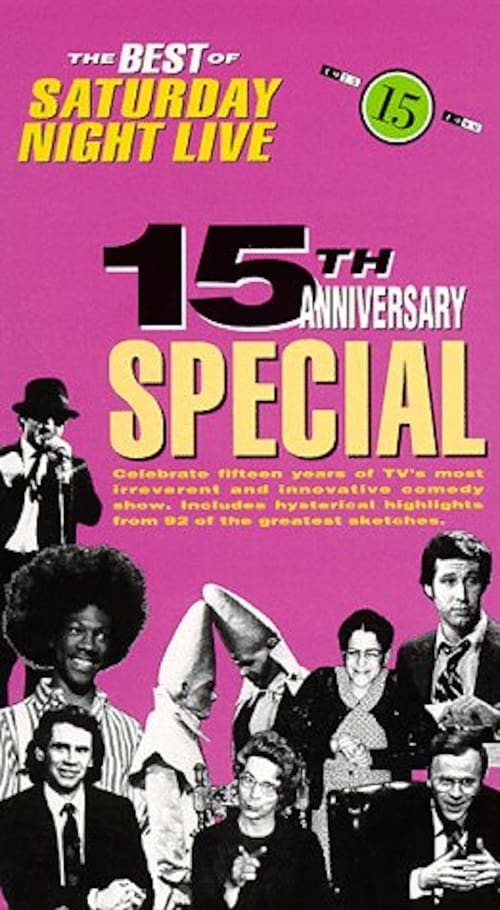 THE BEST OF
SATURDAY
NIGHT LIVE
15
15TH
ANNIVERSARY
SPECIAL
Celebrate fifteen years of TV's most
irreverent and innovative comedy
show. Includes hysterical highlights
from 92 of the greatest sketches.